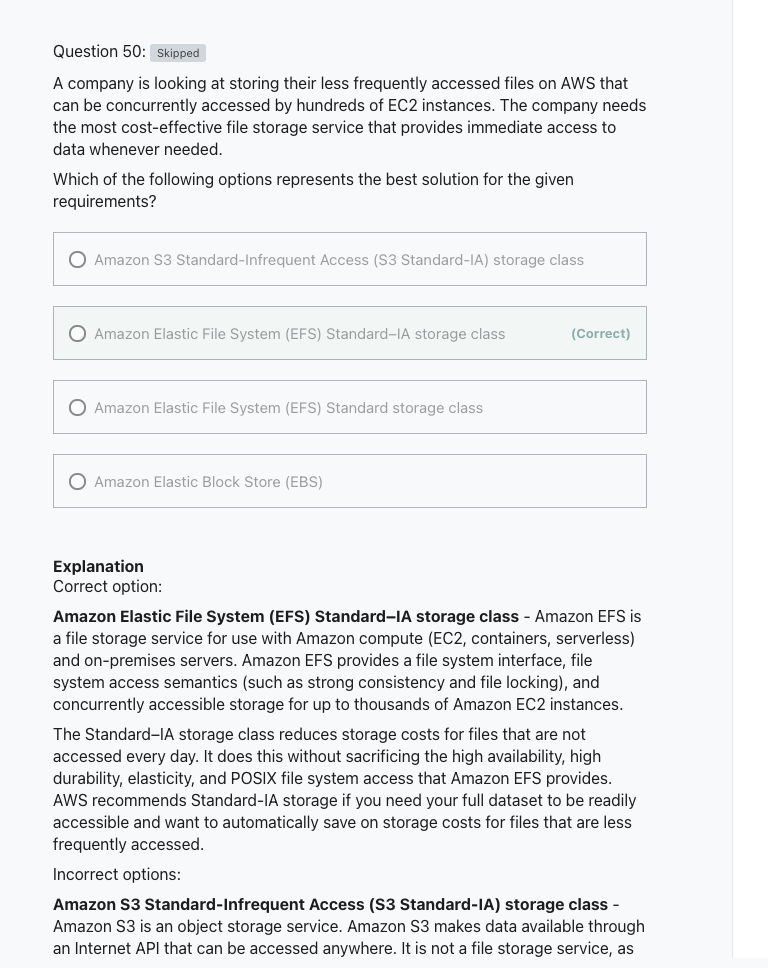 Question 50: Skipped
A company is looking at storing their less frequently accessed files on AWS that
can be concurrently accessed by hundreds of EC2 instances. The company needs
the most cost-effective file storage service that provides immediate access to
data whenever needed.
Which of the following options represents the best solution for the given
requirements?
Amazon S3 Standard-Infrequent Access (S3 Standard-IA) storage class
Amazon Elastic File System (EFS) Standard–IA storage class (Correct)
Amazon Elastic File System (EFS) Standard storage class
Amazon Elastic Block Store (EBS)
Explanation
Correct option:
Amazon Elastic File System (EFS) Standard–IA storage class - Amazon EFS is
a file storage service for use with Amazon compute (EC2, containers, serverless)
and on-premises servers. Amazon EFS provides a file system interface, file
system access semantics (such as strong consistency and file locking), and
concurrently accessible storage for up to thousands of Amazon EC2 instances.
The Standard–IA storage class reduces storage costs for files that are not
accessed every day. It does this without sacrificing the high availability, high
durability, elasticity, and POSIX file system access that Amazon EFS provides.
AWS recommends Standard-IA storage if you need your full dataset to be readily
accessible and want to automatically save on storage costs for files that are less
frequently accessed.
Incorrect options:
Amazon S3 Standard-Infrequent Access (S3 Standard-IA) storage class -
Amazon S3 is an object storage service. Amazon S3 makes data available through
an Internet API that can be accessed anywhere. It is not a file storage service, as